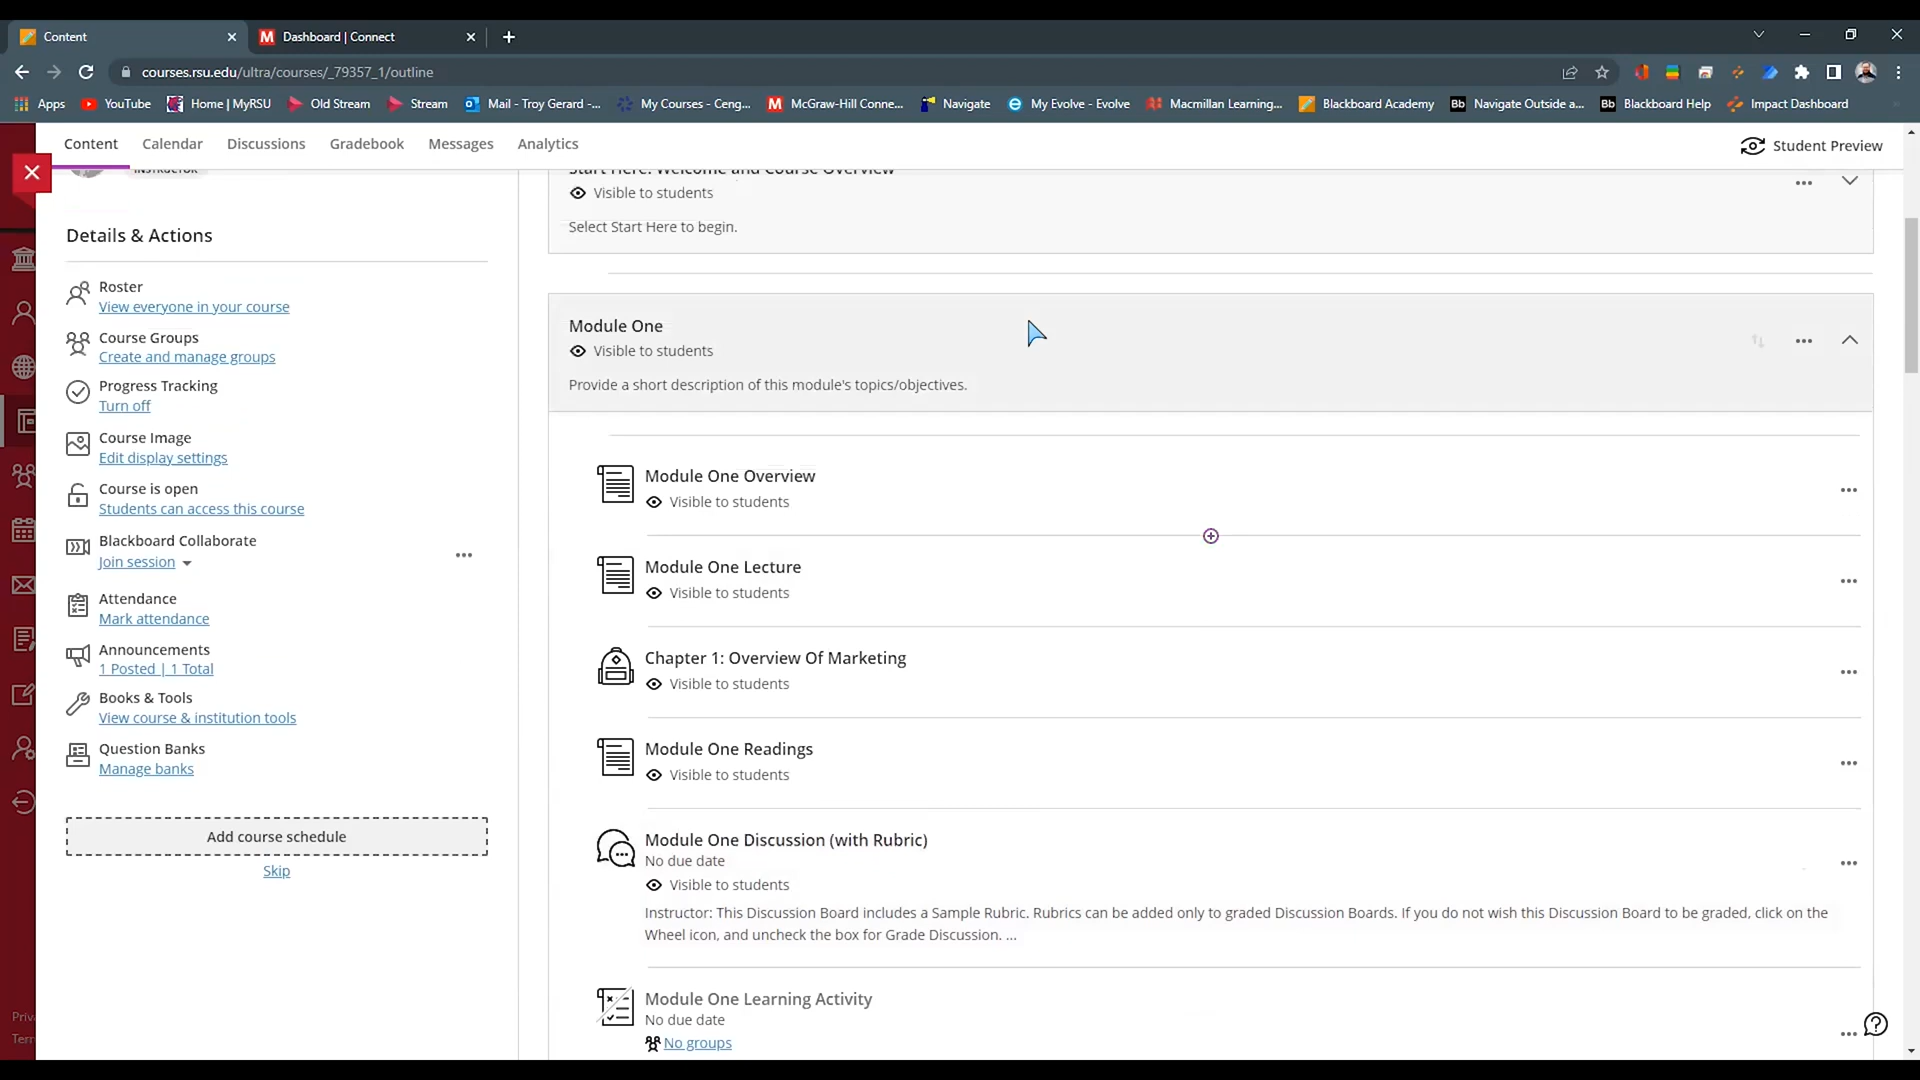 Content
Dashboard | Connect
courses.rsu.edu/ultra/courses/_79357_1/outline
Apps
YouTube
Home | MyRSU
Old Stream
Stream
Mail - Troy Gerard -...
My Courses - Ceng...
McGraw-Hill Conne...
Navigate
My Evolve - Evolve
Macmillan Learning...
Blackboard Academy
Bb Navigate Outside a...
Bb Blackboard Help
Impact Dashboard
Content
Calendar
Discussions
Gradebook
Messages
Analytics
Student Preview
INSTRUCTOR
Details & Actions
Roster
View everyone in your course
Course Groups
Create and manage groups
Progress Tracking
Turn off
Course Image
Edit display settings
Course is open
Students can access this course
Blackboard Collaborate
Join session
Attendance
Mark attendance
Announcements
1 Posted | 1 Total
Books & Tools
View course & institution tools
Question Banks
Manage banks
Add course schedule
Skip
Start Here: Welcome and Course Overview
Visible to students
Select Start Here to begin.
Module One
Visible to students
Provide a short description of this module's topics/objectives.
Module One Overview
Visible to students
Module One Lecture
Visible to students
Chapter 1: Overview Of Marketing
Visible to students
Module One Readings
Visible to students
Module One Discussion (with Rubric)
No due date
Visible to students
Instructor: This Discussion Board includes a Sample Rubric. Rubrics can be added only to graded Discussion Boards. If you do not wish this Discussion Board to be graded, click on the
Wheel icon, and uncheck the box for Grade Discussion. ...
Module One Learning Activity
No due date
No groups